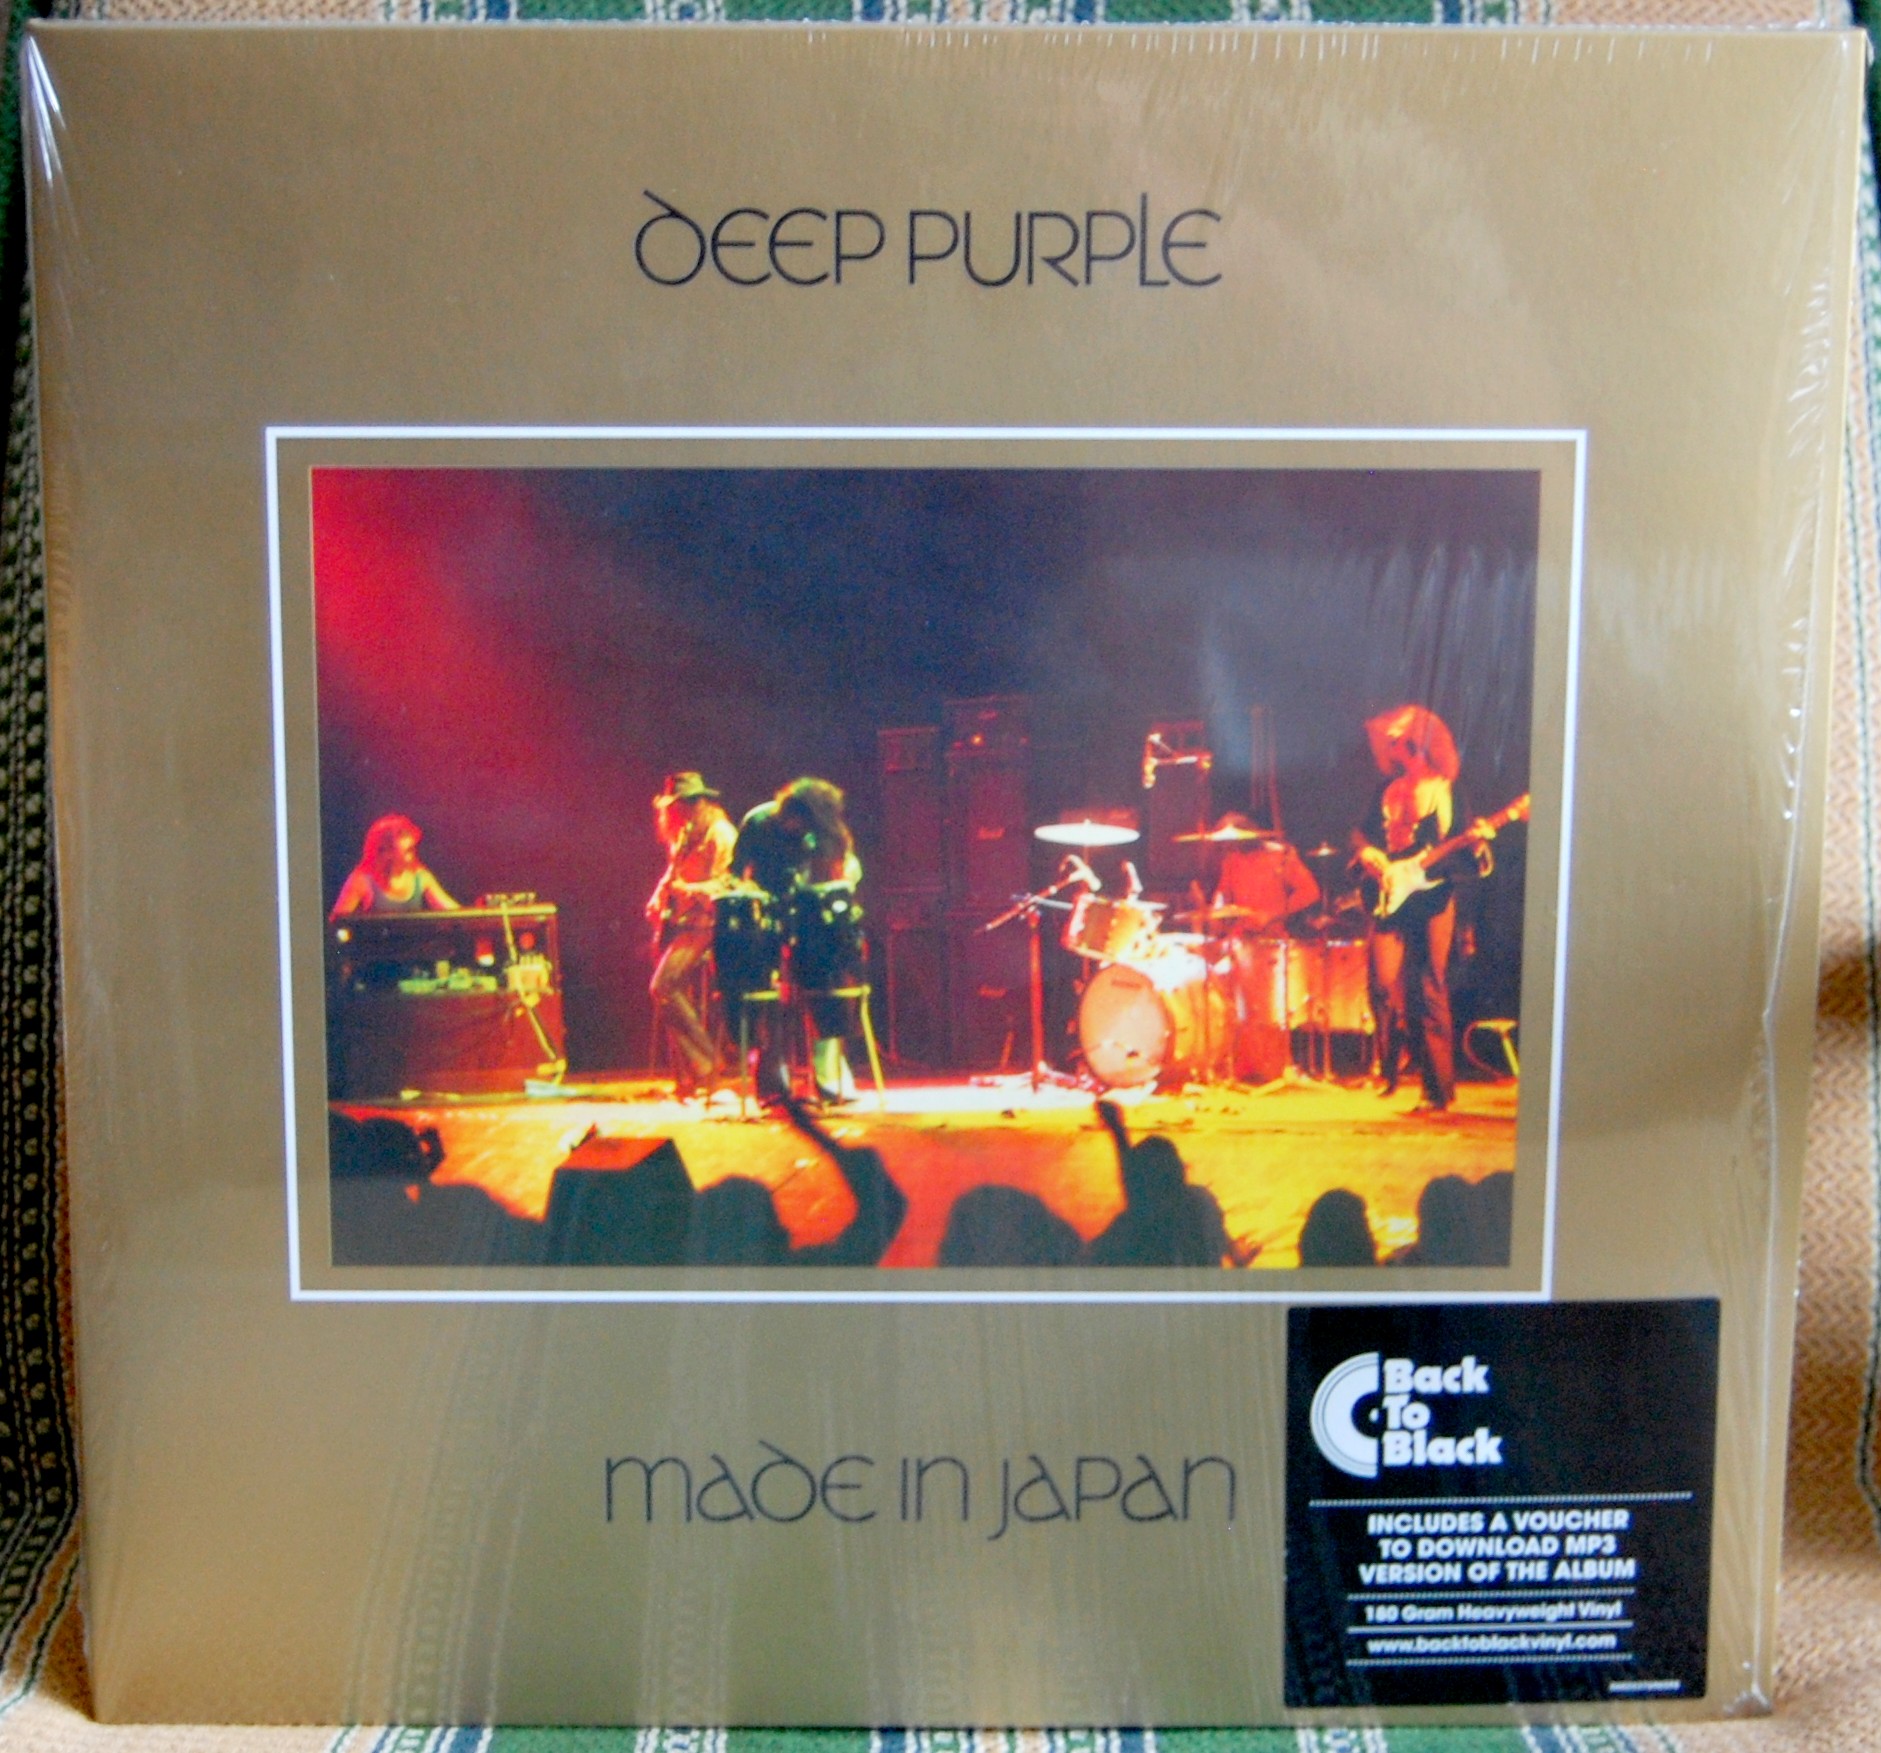 DEEP PURPLE
MADE IN JAPAN
Back
To
Black
INCLUDES A VOUCHER
TO DOWNLOAD MP3
VERSION OF THE ALBUM
180 Gram Heavyweight Vinyl
www.backtoblackvinyl.com